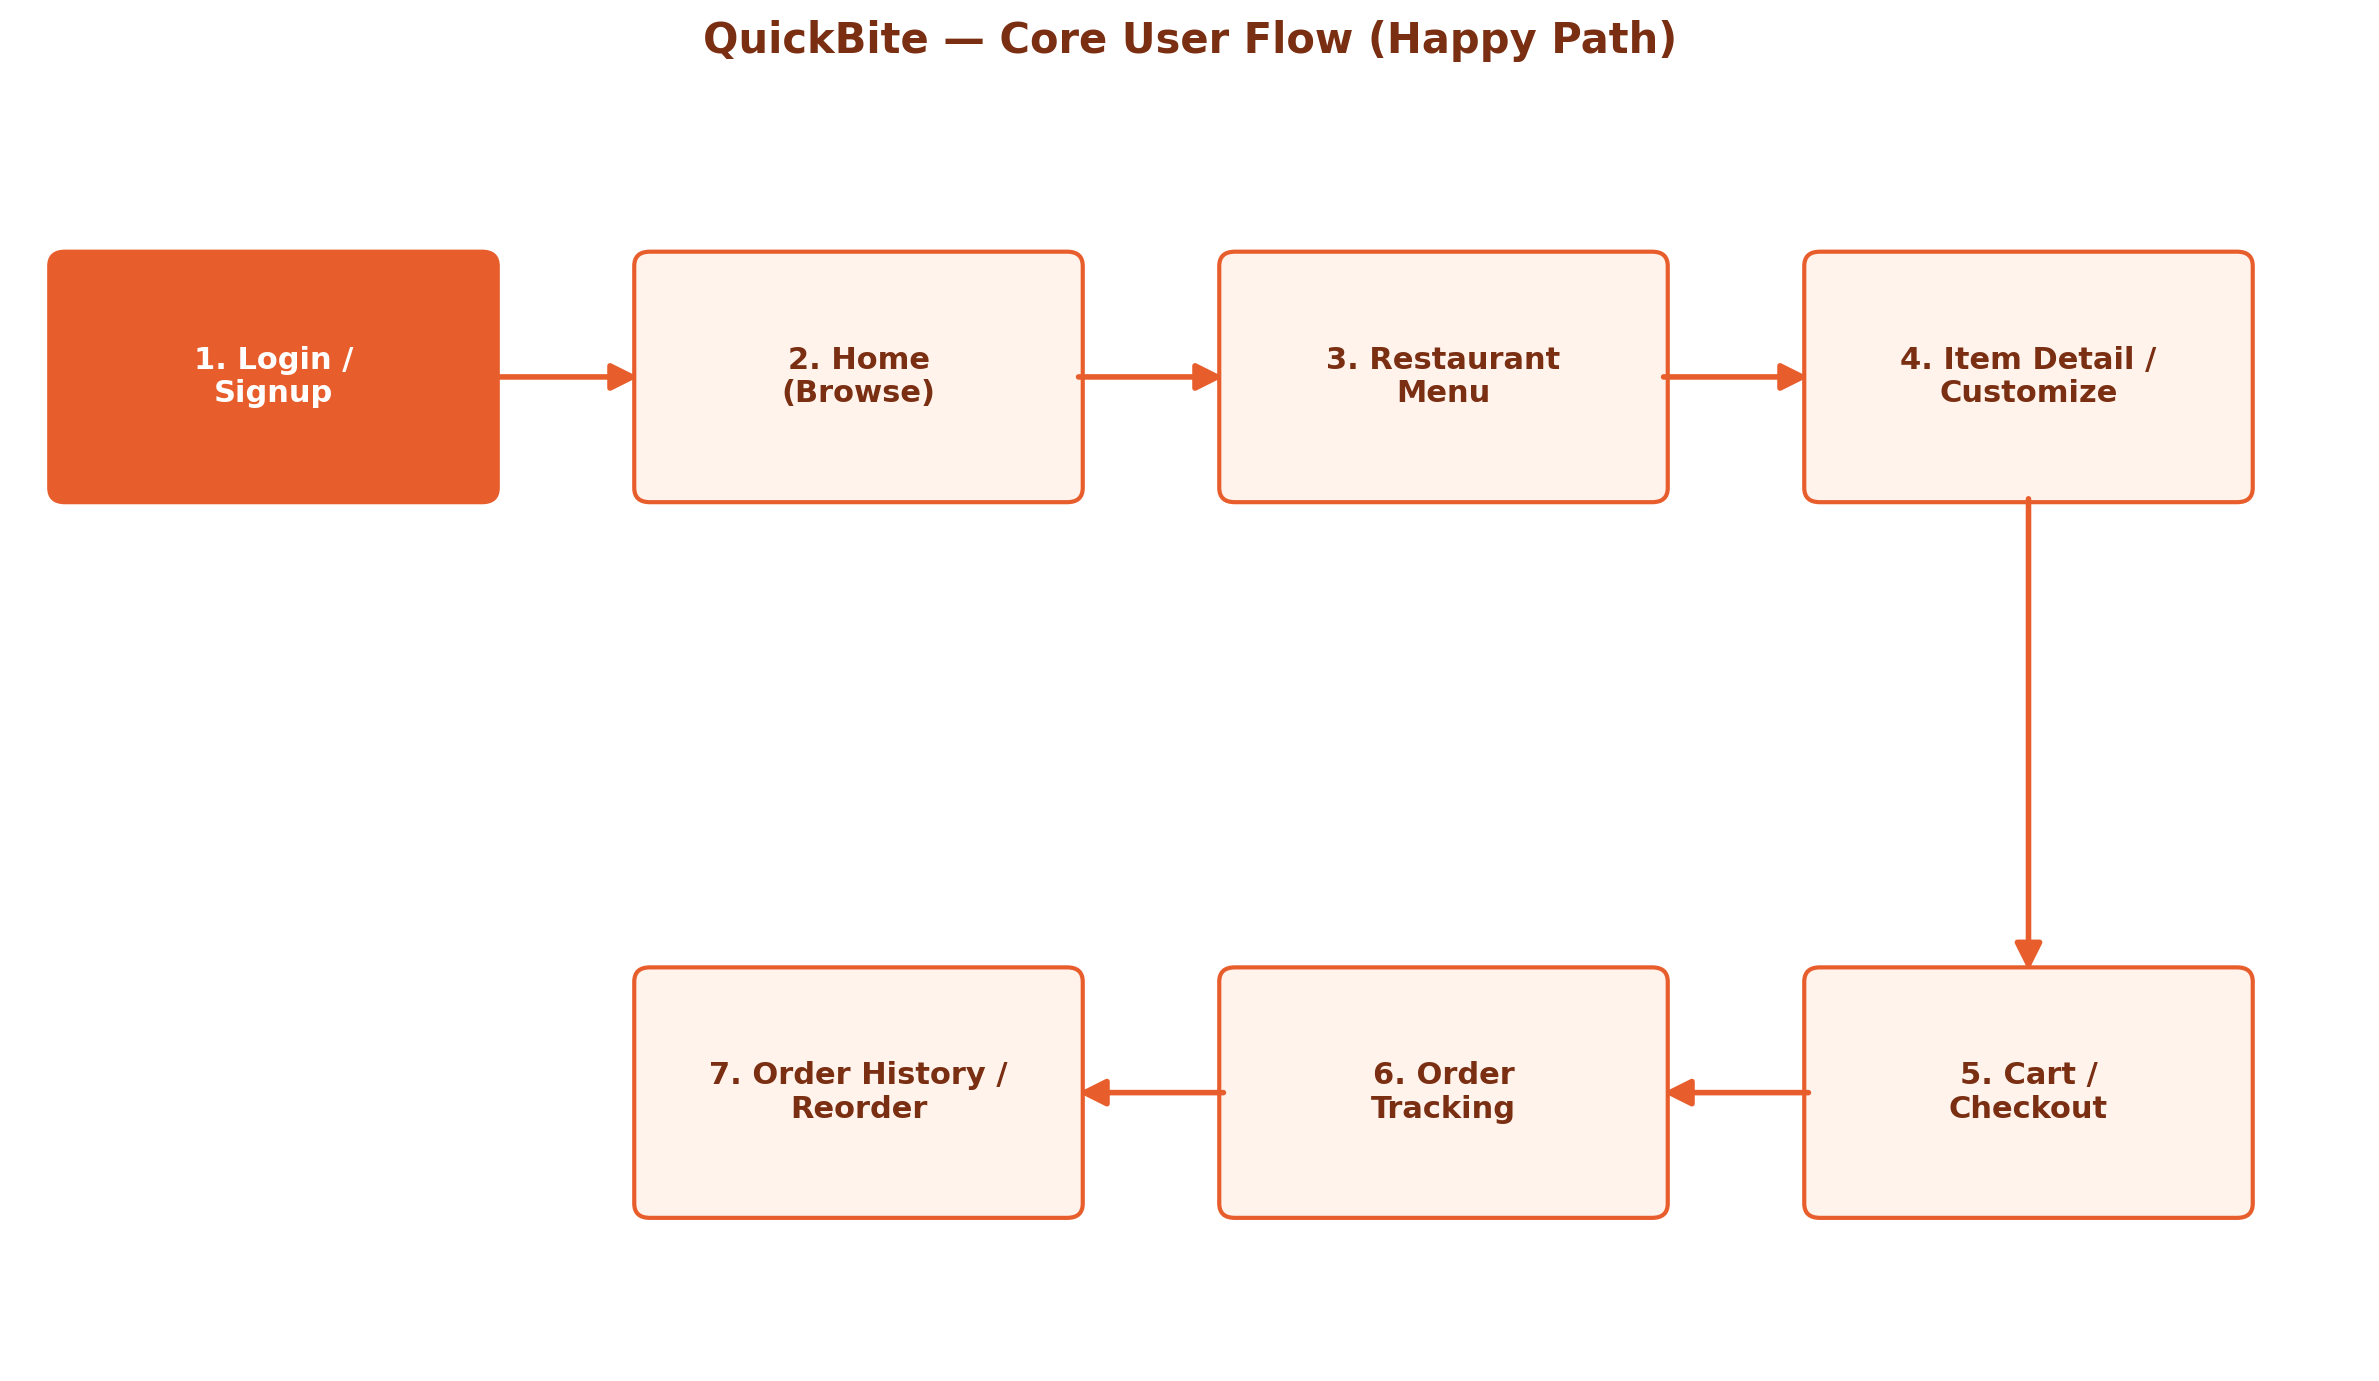 QuickBite — Core User Flow (Happy Path)
1. Login /
Signup
2. Home
(Browse)
3. Restaurant
Menu
4. Item Detail /
Customize
5. Cart /
Checkout
6. Order
Tracking
7. Order History /
Reorder